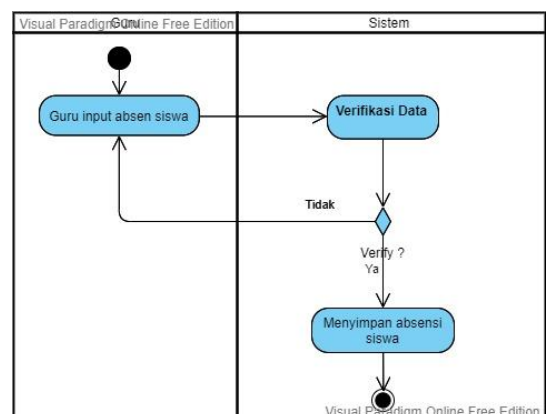 Visual Paradigm Online Free Edition
Guru
Sistem
Guru input absen siswa
Verifikasi Data
Tidak
Verify ?
Ya
Menyimpan absensi
siswa
Visual Paradigm Online Free Edition